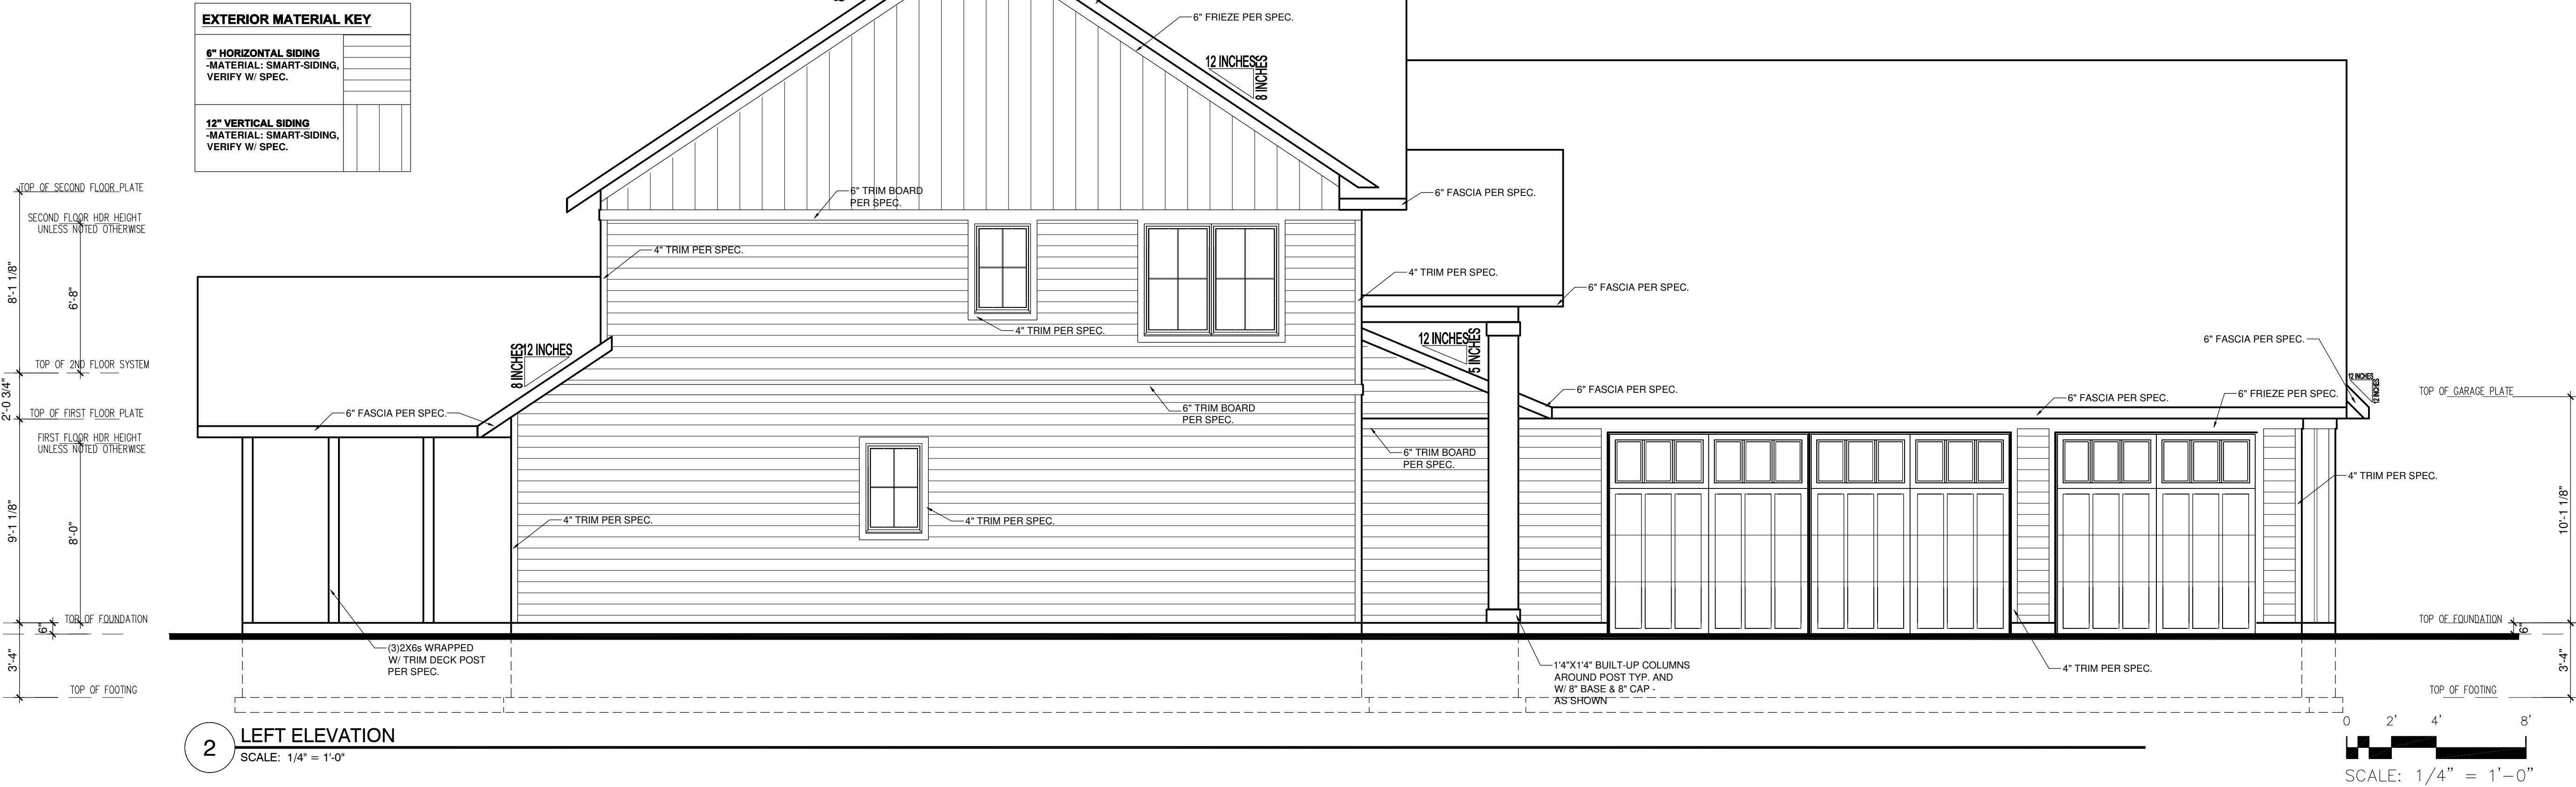 EXTERIOR MATERIAL KEY
6" HORIZONTAL SIDING
-MATERIAL: SMART-SIDING,
VERIFY W/ SPEC.
12" VERTICAL SIDING
-MATERIAL: SMART-SIDING,
VERIFY W/ SPEC.
6" FRIEZE PER SPEC.
12 INCHES
8 INCHES
TOP OF SECOND FLOOR PLATE
SECOND FLOOR HDR HEIGHT
UNLESS NOTED OTHERWISE
8'-1 1/8"
6'-8"
TOP OF 2ND FLOOR SYSTEM
2'-0 3/4"
TOP OF FIRST FLOOR PLATE
FIRST FLOOR HDR HEIGHT
UNLESS NOTED OTHERWISE
9'-1 1/8"
8'-0"
TOP OF FOUNDATION
6"
3'-4"
TOP OF FOOTING
6" TRIM BOARD
PER SPEC.
6" FASCIA PER SPEC.
4" TRIM PER SPEC.
4" TRIM PER SPEC.
6" FASCIA PER SPEC.
4" TRIM PER SPEC.
12 INCHES
8 INCHES
12 INCHES
5 INCHES
6" FASCIA PER SPEC.
6" FASCIA PER SPEC.
6" TRIM BOARD
PER SPEC.
6" FASCIA PER SPEC.
12 INCHES
12 INCHES
6" FASCIA PER SPEC.
6" FRIEZE PER SPEC.
6" TRIM BOARD
PER SPEC.
4" TRIM PER SPEC.
4" TRIM PER SPEC.
4" TRIM PER SPEC.
(3)2X6s WRAPPED
W/ TRIM DECK POST
PER SPEC.
1'4"X1'4" BUILT-UP COLUMNS
AROUND POST TYP. AND
W/ 8" BASE & 8" CAP -
AS SHOWN
4" TRIM PER SPEC.
TOP OF GARAGE PLATE
10'-1 1/8"
TOP OF FOUNDATION
6"
3'-4"
TOP OF FOOTING
2
LEFT ELEVATION
SCALE: 1/4" = 1'-0"
0 2' 4' 8'
SCALE: 1/4" = 1'-0"